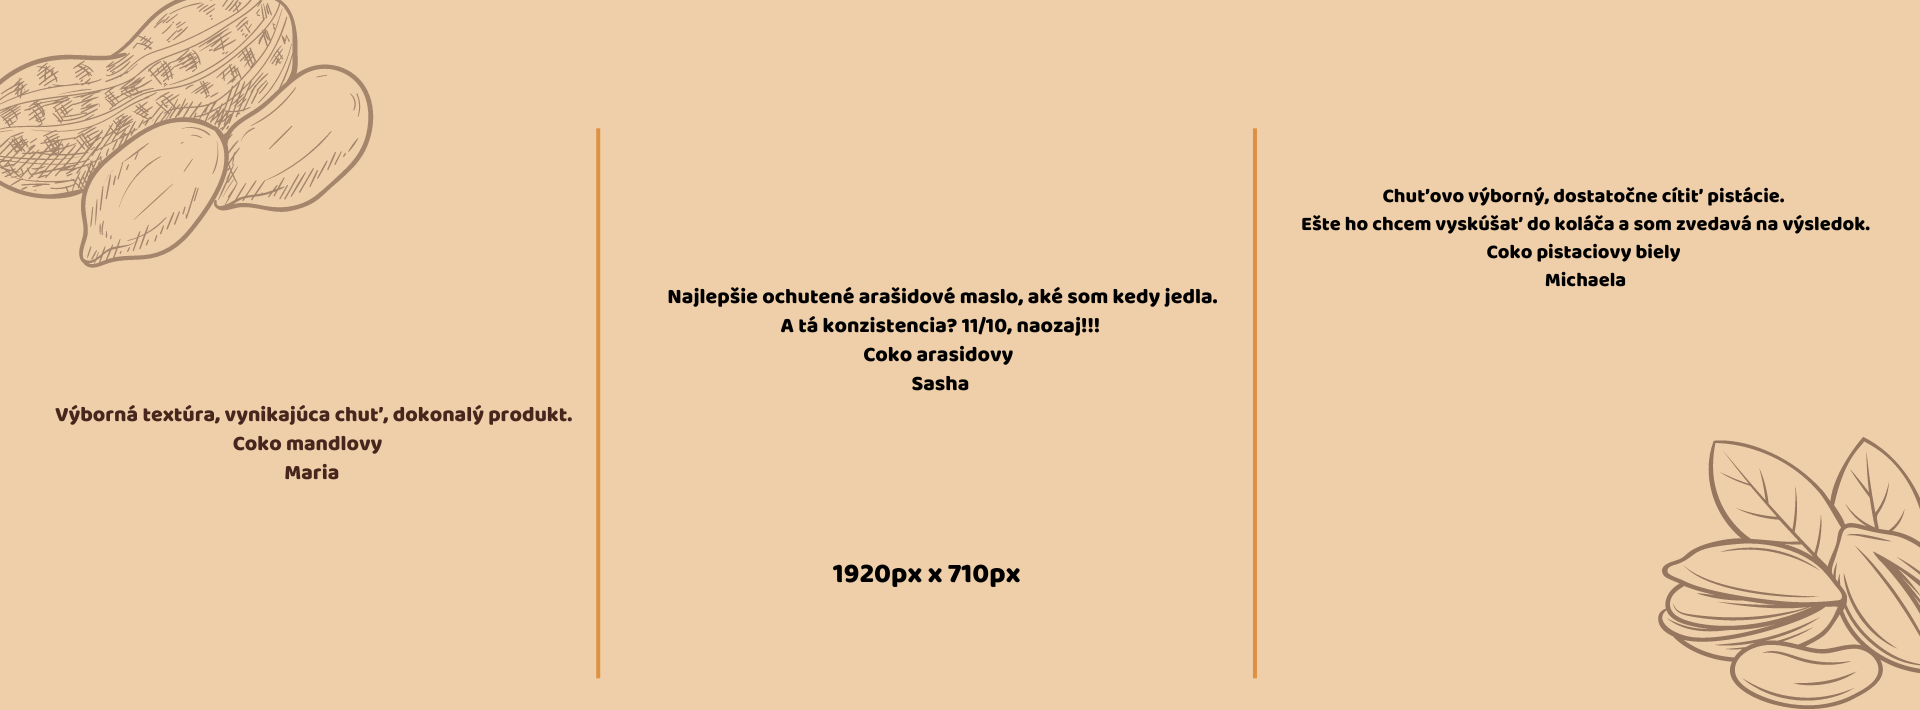 Výborná textúra, vynikajúca chuť, dokonalý produkt.
Coko mandlovy
Maria
Najlepšie ochutené arašidové maslo, aké som kedy jedla.
A tá konzistencia? 11/10, naozaj!!!
Coko arasidovy
Sasha
1920px x 710px
Chuťovo výborný, dostatočne cítiť pistácie.
Ešte ho chcem vyskúšať do koláča a som zvedavá na výsledok.
Coko pistaciovy biely
Michaela